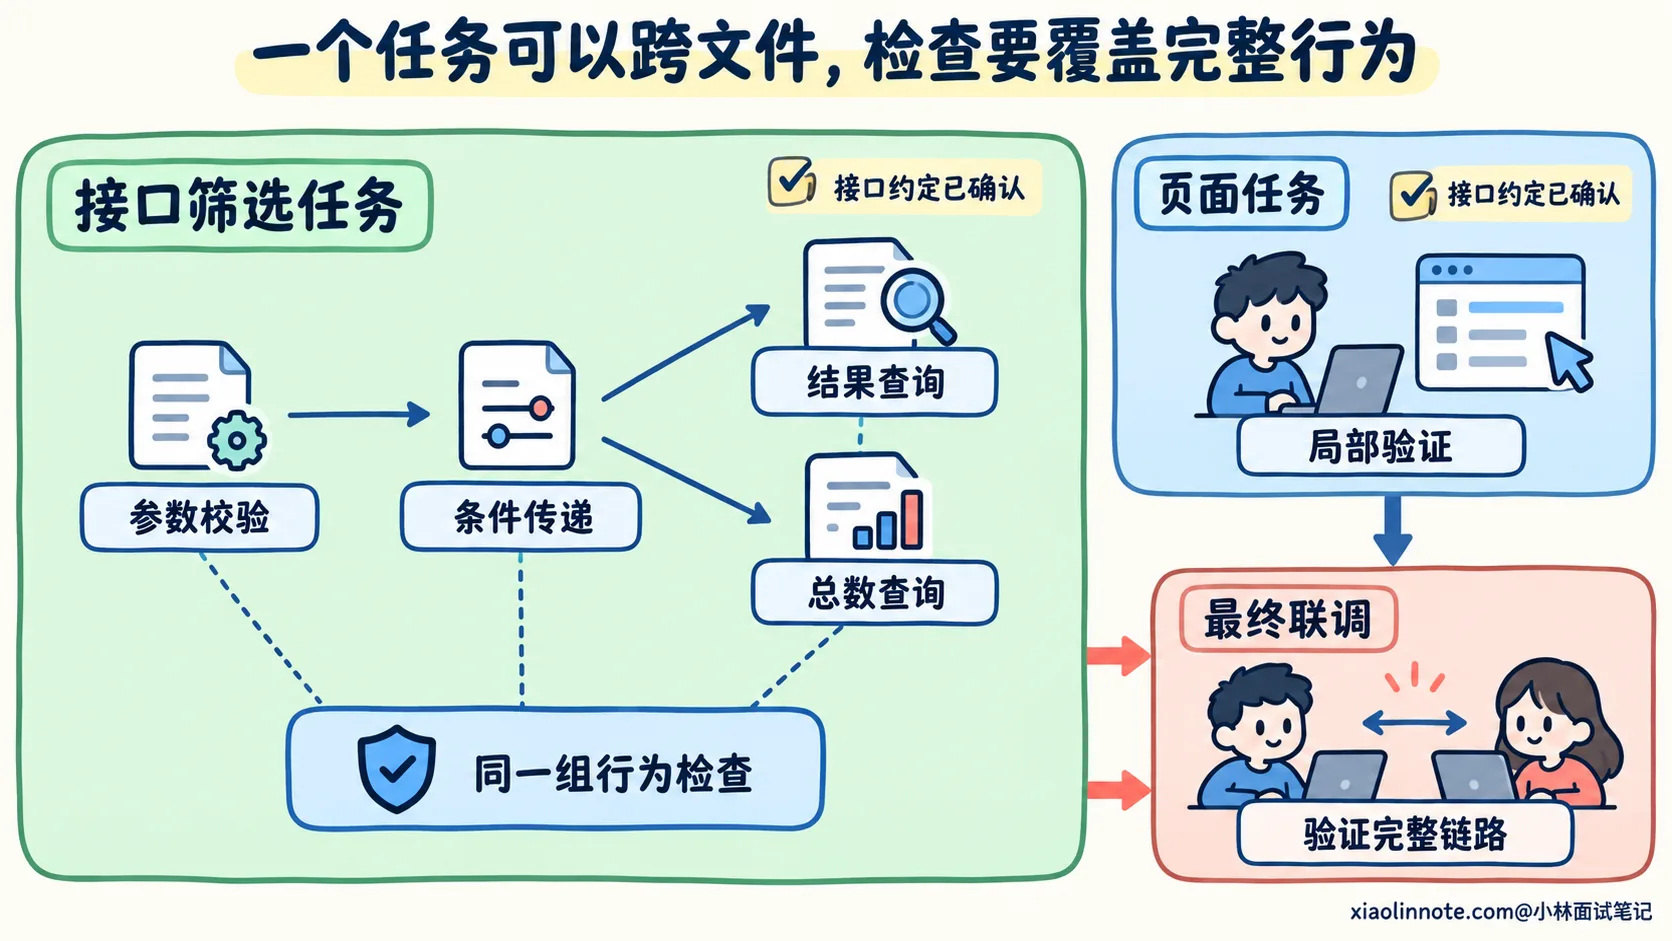 一个任务可以跨文件，检查要覆盖完整行为
接口筛选任务
接口约定已确认
参数校验
条件传递
结果查询
总数查询
同一组行为检查
页面任务
接口约定已确认
局部验证
最终联调
验证完整链路
xiaolinnote.com@小林面试笔记